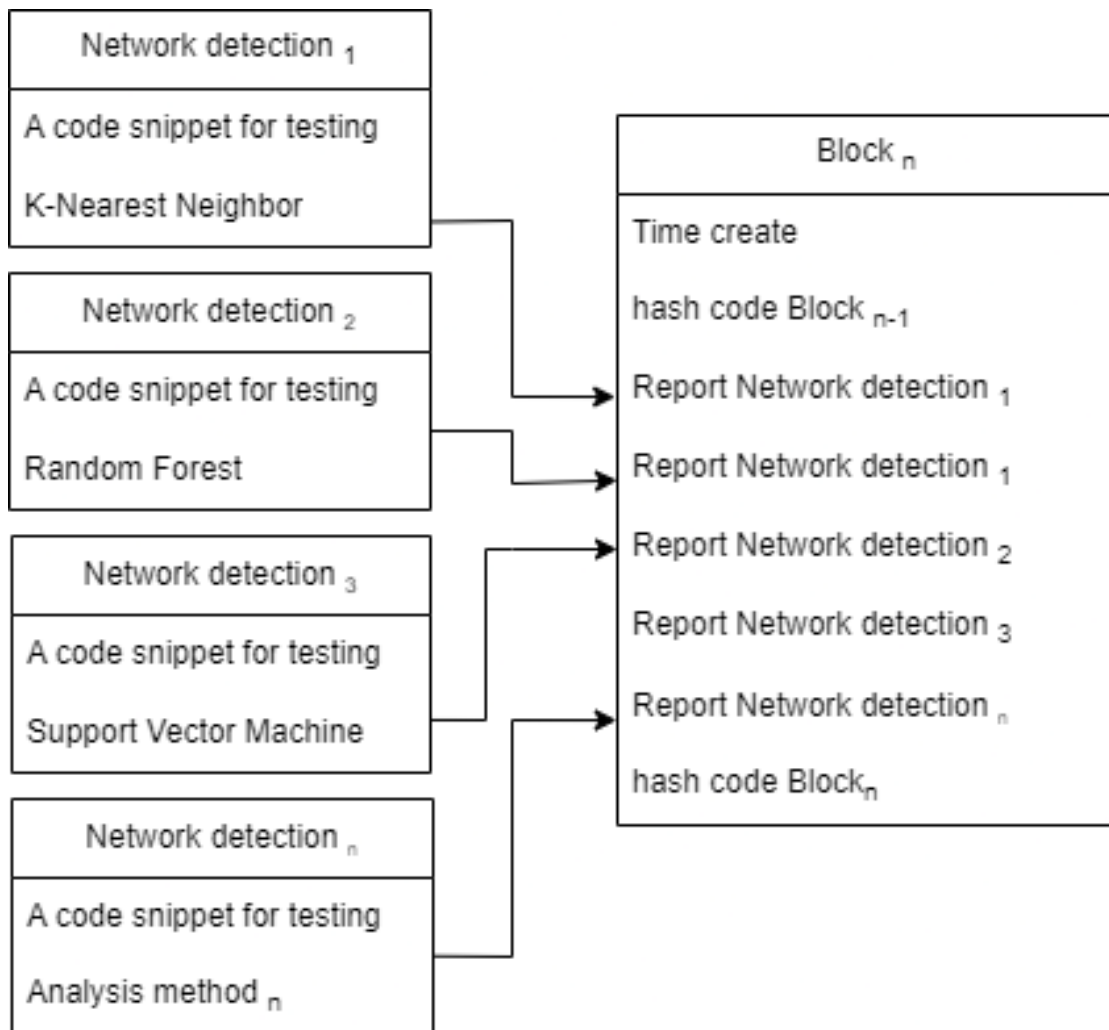 Network detection 1
A code snippet for testing
K-Nearest Neighbor
Network detection 2
A code snippet for testing
Random Forest
Network detection 3
A code snippet for testing
Support Vector Machine
Network detection n
A code snippet for testing
Analysis method n
Block n
Time create
hash code Block n-1
Report Network detection 1
Report Network detection 1
Report Network detection 2
Report Network detection 3
Report Network detection n
hash code Blockn